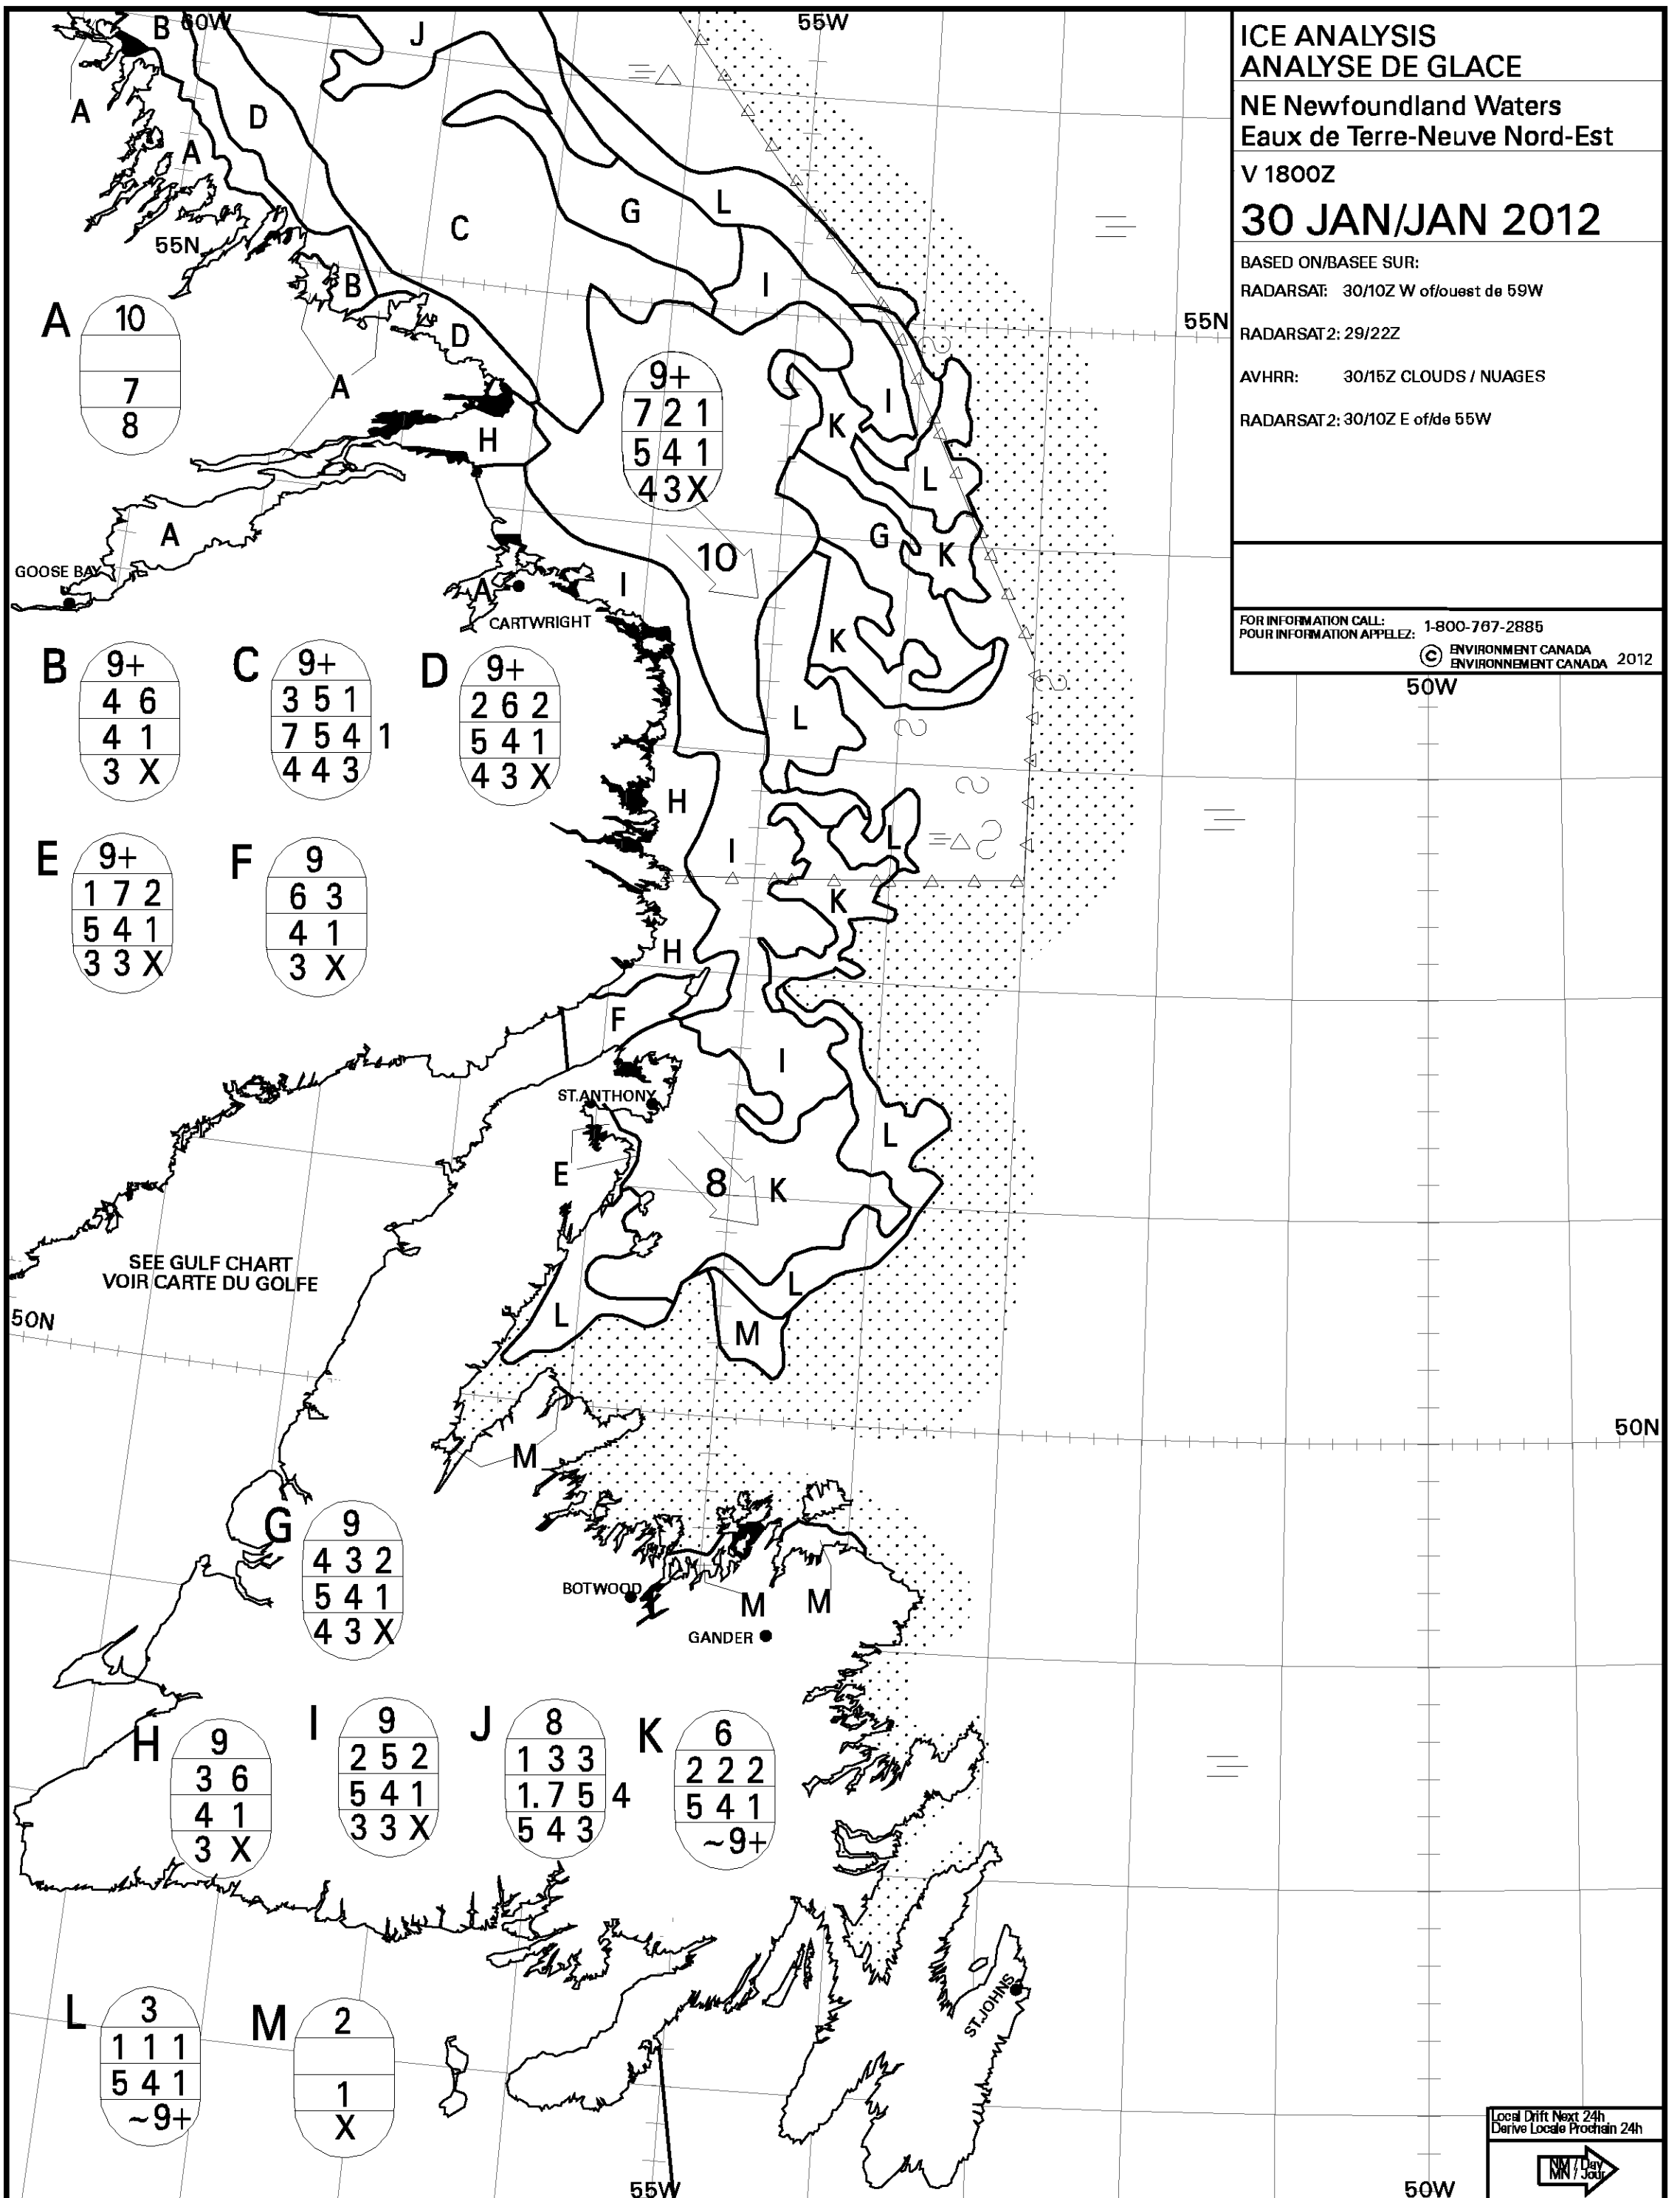 60W
55W
B
J
A
D
A
L
G
C
55N
B
I
D
A
ICE ANALYSIS
ANALYSE DE GLACE
NE Newfoundland Waters
Eaux de Terre-Neuve Nord-Est
V 1800Z
30 JAN/JAN 2012
BASED ON/BASEE SUR:
RADARSAT: 30/10Z W of/ouest de 59W
RADARSAT2: 29/22Z
AVHRR: 30/15Z CLOUDS / NUAGES
RADARSAT2: 30/10Z E of/de 55W
FOR INFORMATION CALL:
POUR INFORMATION APPELEZ: 1-800-767-2885
© ENVIRONMENT CANADA
ENVIRONNEMENT CANADA 2012
55N
50W
A
10
7
8
9+
7 2 1
5 4 1
4 3 X
10
H
K
I
L
G
K
A
GOOSE BAY
A
CARTWRIGHT
I
K
L
B
9+
4 6
4 1
3 X
C
9+
3 5 1
7 5 4 1
4 4 3
D
9+
2 6 2
5 4 1
4 3 X
H
I
L
K
E
9+
1 7 2
5 4 1
3 3 X
F
9
6 3
4 1
3 X
H
F
I
ST.ANTHONY
L
E
8
K
SEE GULF CHART
VOIR CARTE DU GOLFE
L
L
M
50N
50N
M
G
9
4 3 2
5 4 1
4 3 X
BOTWOOD
M
M
GANDER
H
9
3 6
4 1
3 X
I
9
2 5 2
5 4 1
3 3 X
J
8
1 3 3
1. 7 5 4
5 4 3
K
6
2 2 2
5 4 1
~9+
ST.JOHNS
L
3
1 1 1
5 4 1
~9+
M
2
1
X
55W
50W
Local Drift Next 24h
Derive Locale Prochain 24h
NM / Day
MN / Jour